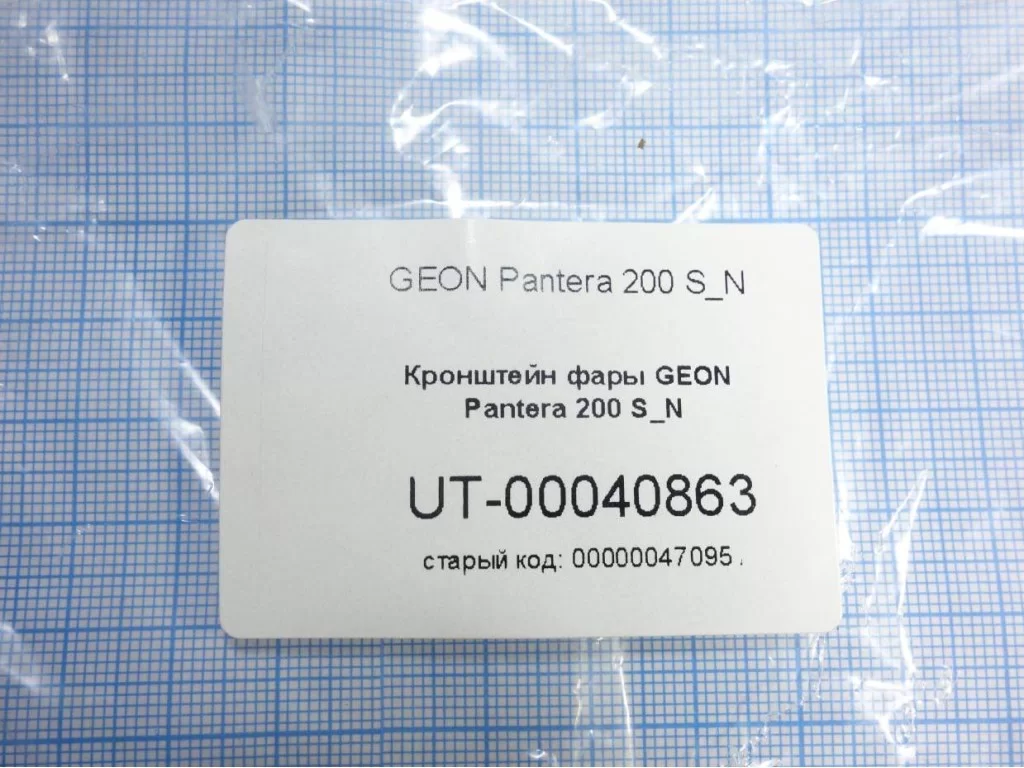 GEON Pantera 200 S_N
Кронштейн фары GEON
Pantera 200 S_N
UT-00040863
старый код: 00000047095 .